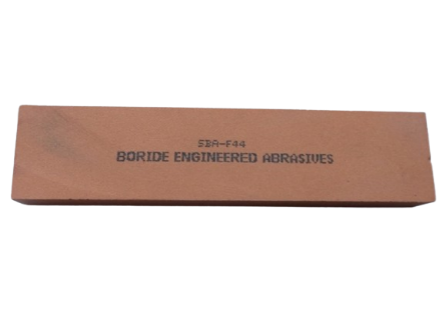 SBA-F44
BORIDE ENGINEERED ABRASIVES